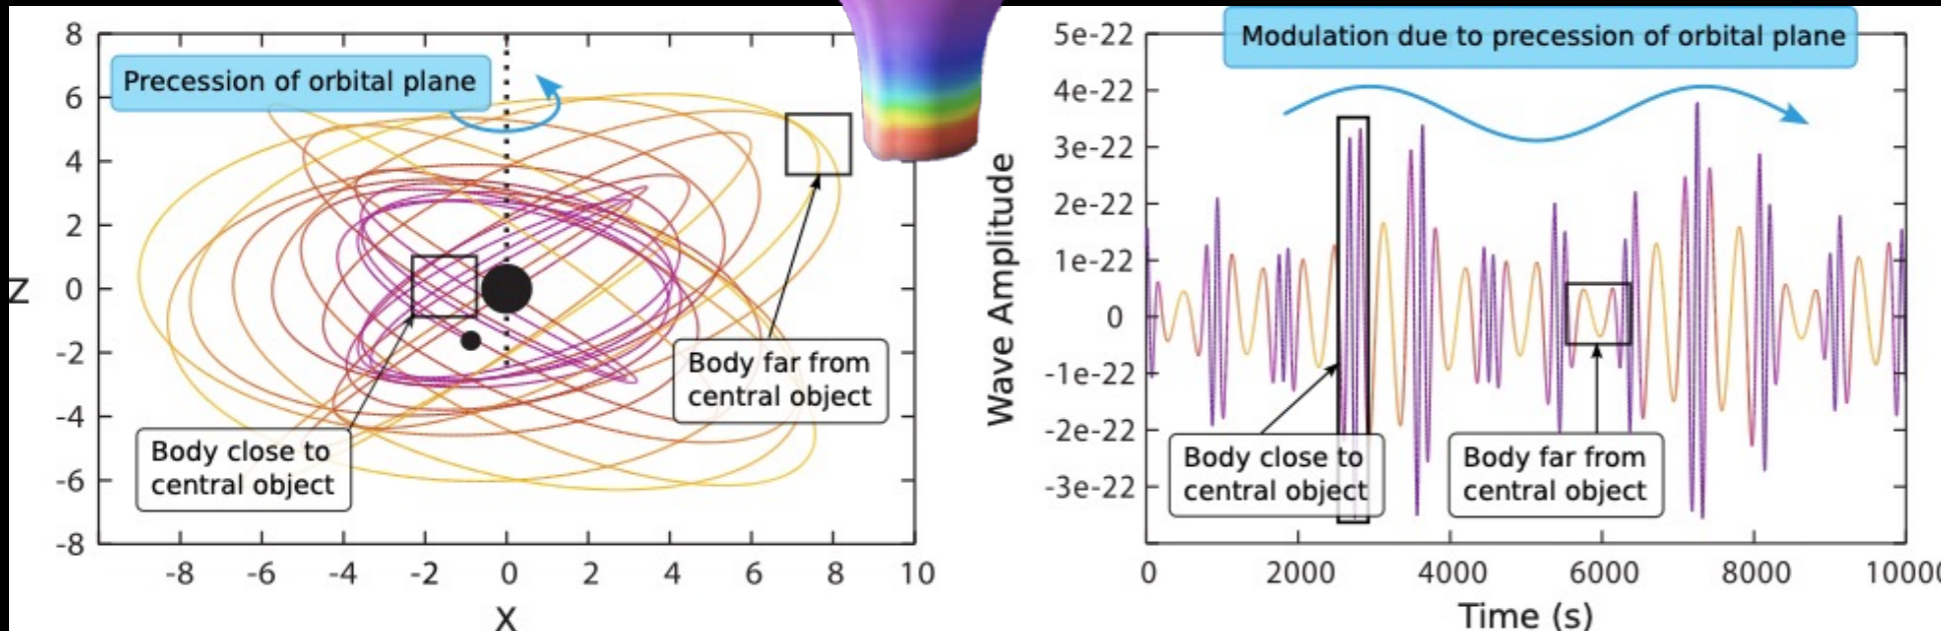 8
6
4
2
0
-2
-4
-6
-8
Z
Precession of orbital plane
Body close to
central object
Body far from
central object
-8
-6
-4
-2
0
2
4
6
8
10
X
5e-22
4e-22
3e-22
2e-22
1e-22
0
-1e-22
-2e-22
-3e-22
Wave Amplitude
Modulation due to precession of orbital plane
Body close to
central object
Body far from
central object
0
2000
4000
6000
8000
10000
Time (s)